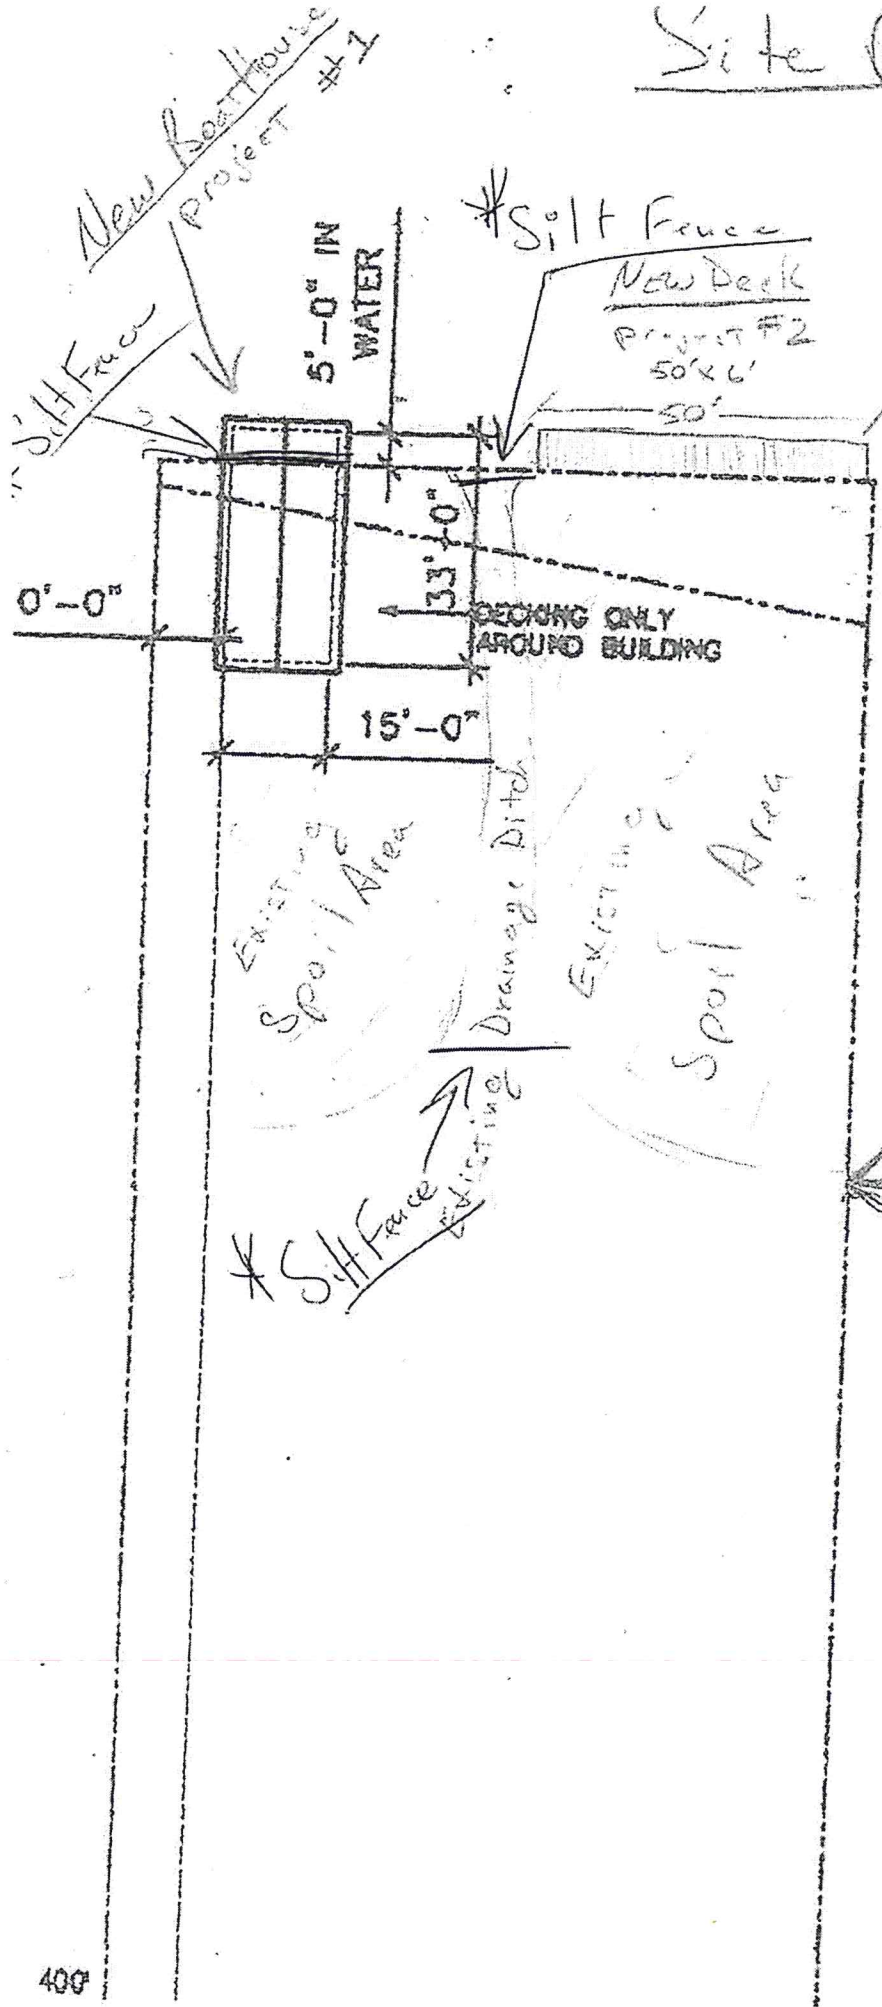 Site
New BoatHouse
project #1
* Silt Fence
NEW Deck
project #2
50'x6'
50'
5'-0" IN
WATER
* Silt Fence
33'-0"
0'-0"
DECKING ONLY
AROUND BUILDING
15'-0"
Existing
Spoil Area
Existing Drainage Ditch
Existing
Spoil Area
* Silt Fence
400'